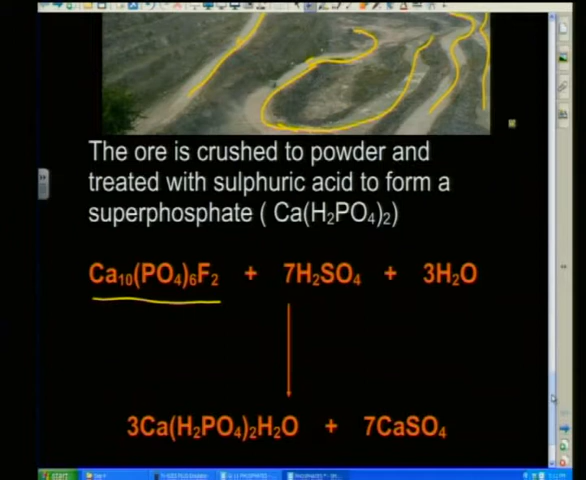 The ore is crushed to powder and
treated with sulphuric acid to form a
superphosphate ( Ca(H₂PO₄)₂)
Ca₁₀(PO₄)₆F₂ + 7H₂SO₄ + 3H₂O
3Ca(H₂PO₄)₂H₂O + 7CaSO₄
start